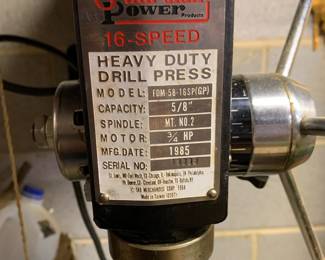 Power
Products
16-SPEED
HEAVY DUTY
DRILL PRESS
MODEL: FDM-58-16SP(GP)
CAPACITY: 5/8"
SPINDLE: MT. NO.2
MOTOR: 3/4 HP
MFG.DATE: 1985
SERIAL NO:
Made in Taiwan